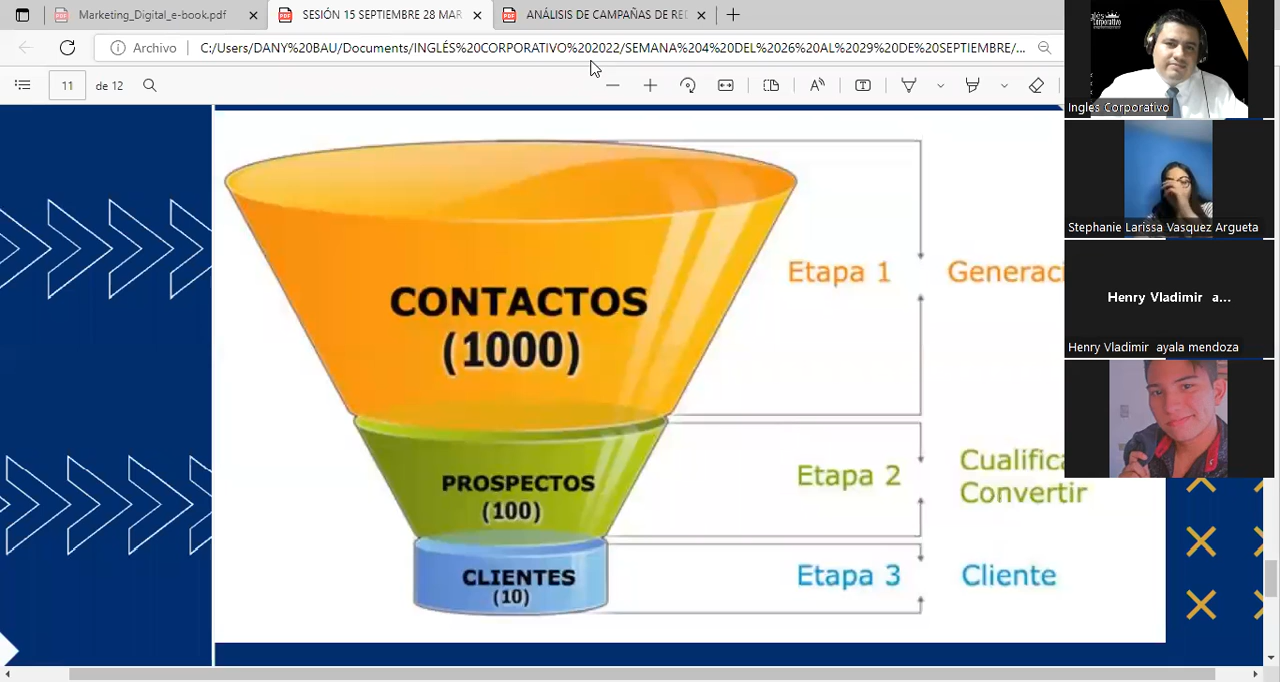 Marketing_Digital_e-book.pdf
SESIÓN 15 SEPTIEMBRE 28 MAR
ANÁLISIS DE CAMPAÑAS DE RED
Archivo
C:/Users/DANY%20BAU/Documents/INGLÉS%20CORPORATIVO%202022/SEMANA%204%20DEL%2026%20AL%2029%20DE%20SEPTIEMBRE/...
11 de 12
CONTACTOS
(1000)
Etapa 1
Generaci
PROSPECTOS
(100)
Etapa 2
Cualifica
Convertir
CLIENTES
(10)
Etapa 3
Cliente
Ingles Corporativo
Stephanie Larissa Vasquez Argueta
Henry Vladimir a...
Henry Vladimir ayala mendoza